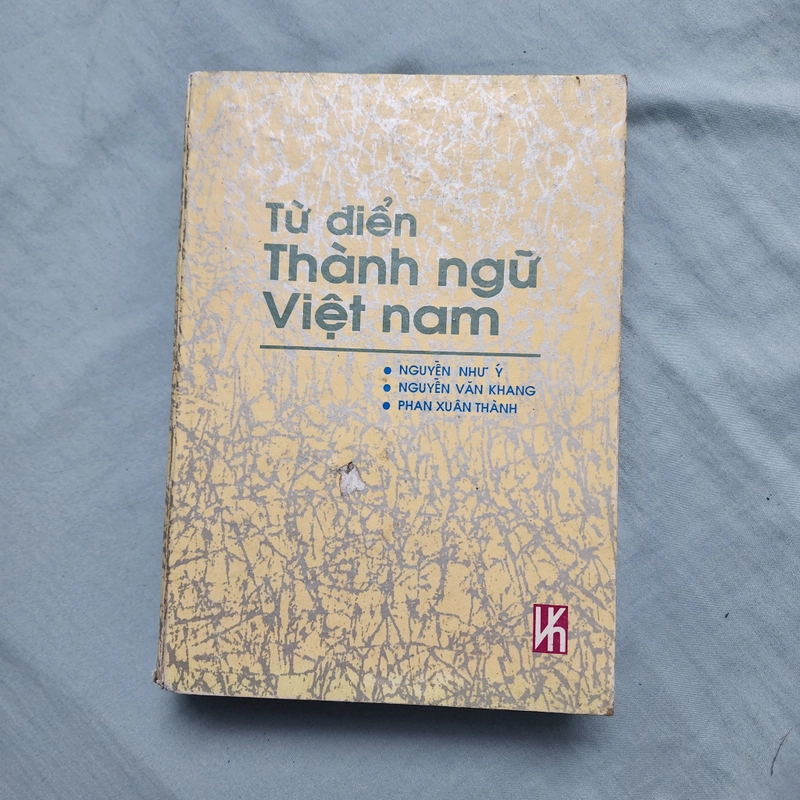 Từ điển
Thành ngữ
Việt nam
• NGUYỄN NHƯ Ý
• NGUYỄN VĂN KHANG
• PHAN XUÂN THÀNH